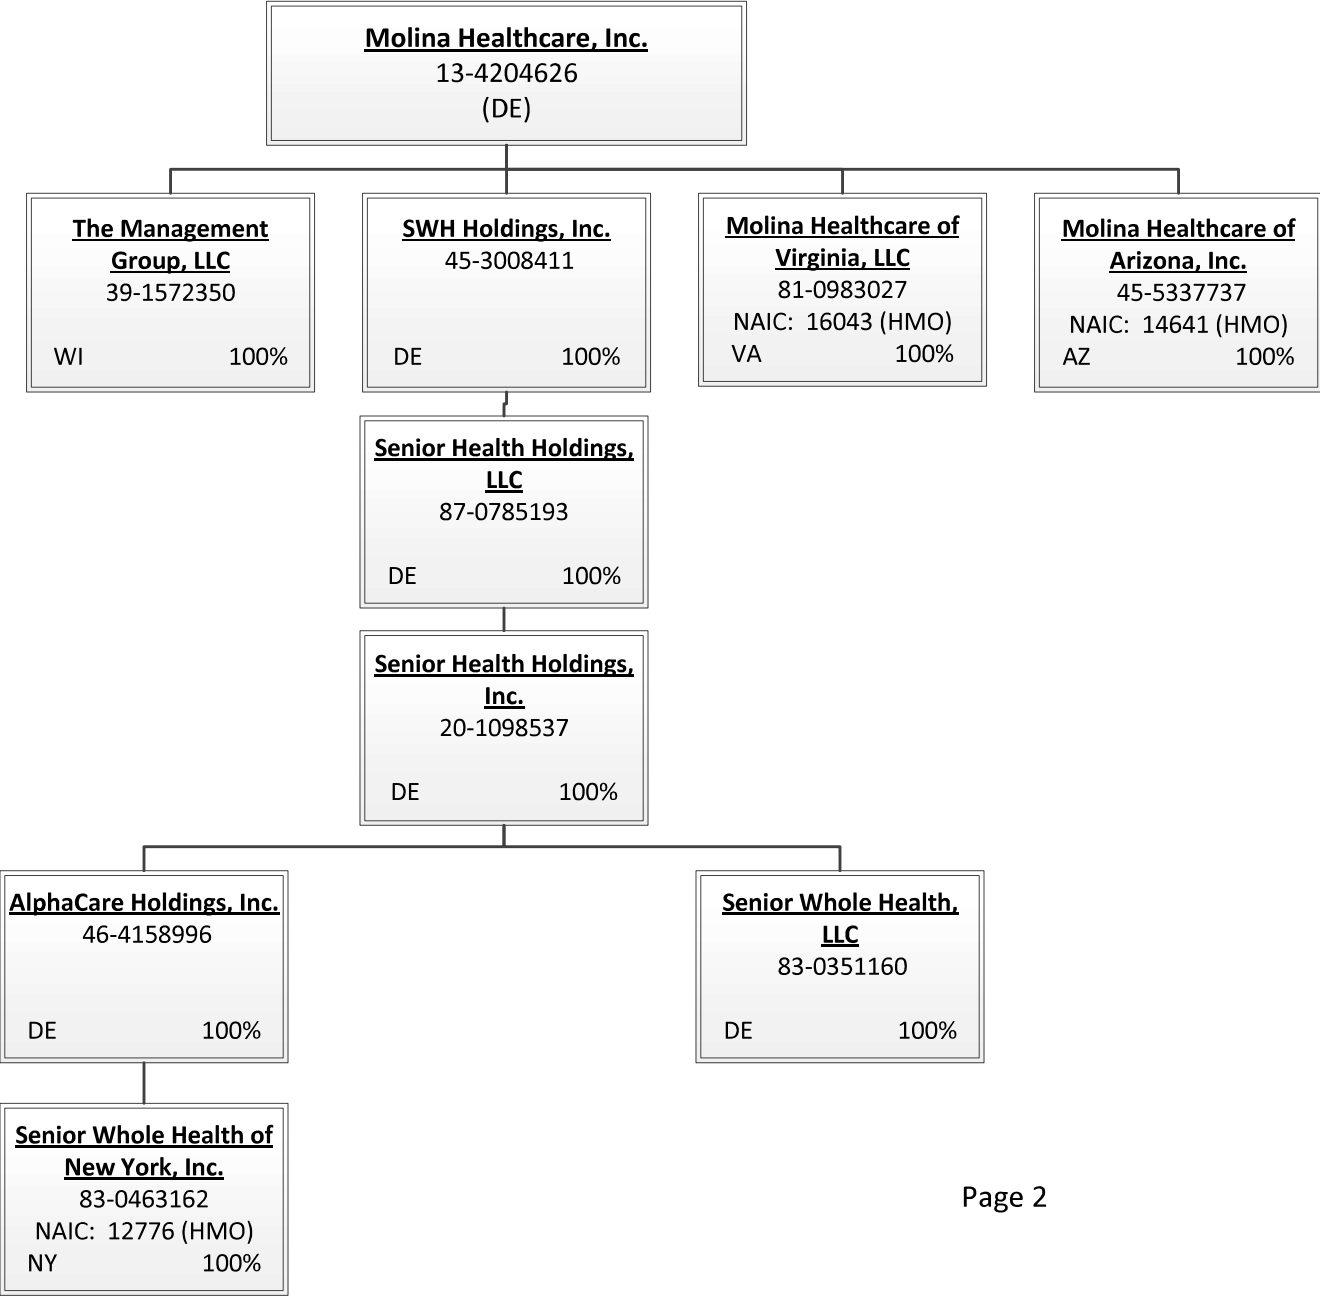 Molina Healthcare, Inc.
13-4204626
(DE)
The Management
Group, LLC
39-1572350
WI 100%
SWH Holdings, Inc.
45-3008411
DE 100%
Molina Healthcare of
Virginia, LLC
81-0983027
NAIC: 16043 (HMO)
VA 100%
Molina Healthcare of
Arizona, Inc.
45-5337737
NAIC: 14641 (HMO)
AZ 100%
Senior Health Holdings,
LLC
87-0785193
DE 100%
Senior Health Holdings,
Inc.
20-1098537
DE 100%
AlphaCare Holdings, Inc.
46-4158996
DE 100%
Senior Whole Health,
LLC
83-0351160
DE 100%
Senior Whole Health of
New York, Inc.
83-0463162
NAIC: 12776 (HMO)
NY 100%
Page 2